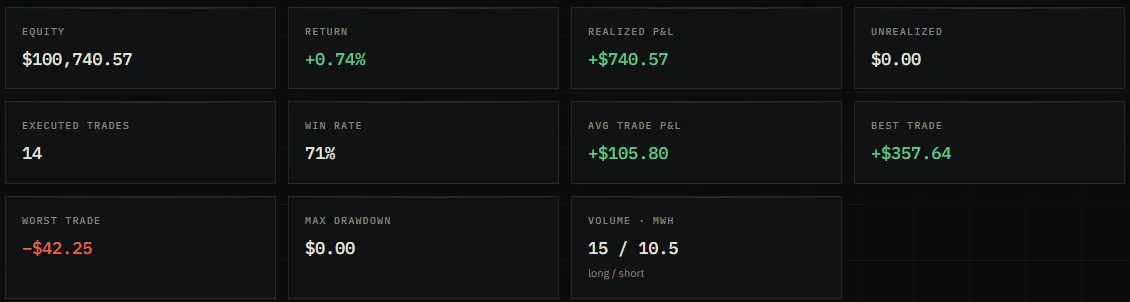 EQUITY
$100,740.57
RETURN
+0.74%
REALIZED P&L
+$740.57
UNREALIZED
$0.00
EXECUTED TRADES
14
WIN RATE
71%
AVG TRADE P&L
+$105.80
BEST TRADE
+$357.64
WORST TRADE
−$42.25
MAX DRAWDOWN
$0.00
VOLUME · MWH
15 / 10.5
long / short